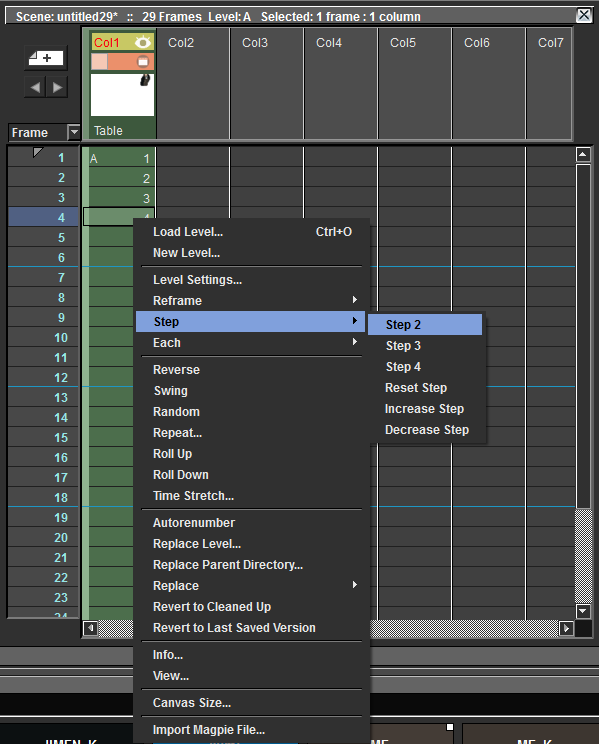 Scene: untitled29* :: 29 Frames Level: A Selected: 1 frame : 1 column
Col1 Col2 Col3 Col4 Col5 Col6 Col7
+
Frame
Table
1 A 1
2 2
3 3
4
5
6
7
8
9
10
11
12
13
14
15
16
17
18
19
20
21
22
23
24
Load Level... Ctrl+O
New Level...
Level Settings...
Reframe
Step
Each
Reverse
Swing
Random
Repeat...
Roll Up
Roll Down
Time Stretch...
Autorenumber
Replace Level...
Replace Parent Directory...
Replace
Revert to Cleaned Up
Revert to Last Saved Version
Info...
View...
Canvas Size...
Import Magpie File...
Step 2
Step 3
Step 4
Reset Step
Increase Step
Decrease Step